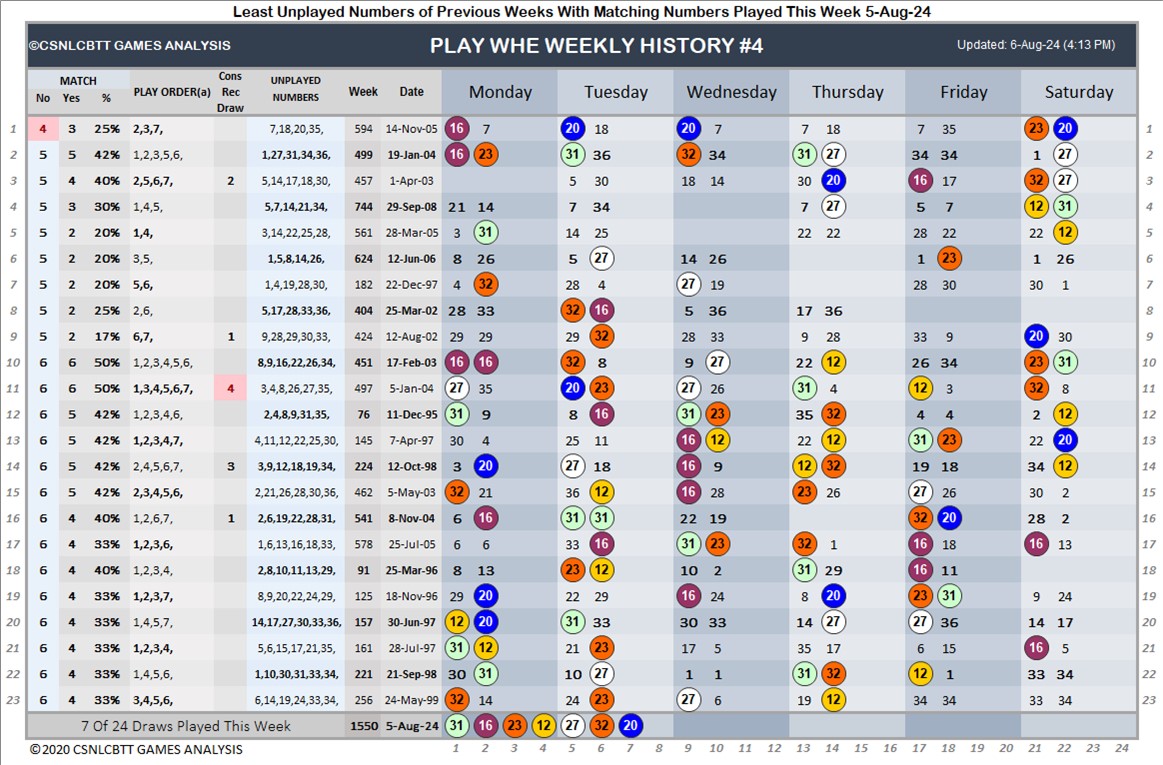 Least Unplayed Numbers of Previous Weeks With Matching Numbers Played This Week 5-Aug-24
©CSNLCBTT GAMES ANALYSIS PLAY WHE WEEKLY HISTORY #4 Updated: 6-Aug-24 (4:13 PM)
MATCH PLAY ORDER(a) Cons Rec Draw UNPLAYED NUMBERS Week Date Monday Tuesday Wednesday Thursday Friday Saturday
No Yes %
1 4 3 25% 2,3,7, 7,18,20,35, 594 14-Nov-05 16 7 20 18 20 7 7 18 7 35 23 20 1
2 5 5 42% 1,2,3,5,6, 1,27,31,34,36, 499 19-Jan-04 16 23 31 36 32 34 31 27 34 34 1 27 2
3 5 4 40% 2,5,6,7, 2 5,14,17,18,30, 457 1-Apr-03 5 30 18 14 30 20 16 17 32 27 3
4 5 3 30% 1,4,5, 5,7,14,21,34, 744 29-Sep-08 21 14 7 34 7 27 5 7 12 31 4
5 5 2 20% 1,4, 3,14,22,25,28, 561 28-Mar-05 3 31 14 25 22 22 28 22 22 12 5
6 5 2 20% 3,5, 1,5,8,14,26, 624 12-Jun-06 8 26 5 27 14 26 1 23 1 26 6
7 5 2 20% 5,6, 1,4,19,28,30, 182 22-Dec-97 4 32 28 4 27 19 28 30 30 1 7
8 5 2 25% 2,6, 5,17,28,33,36, 404 25-Mar-02 28 33 32 16 5 36 17 36 8
9 5 2 17% 6,7, 1 9,28,29,30,33, 424 12-Aug-02 29 29 29 32 28 33 9 28 33 9 20 30 9
10 6 6 50% 1,2,3,4,5,6, 8,9,16,22,26,34, 451 17-Feb-03 16 16 32 8 9 27 22 12 26 34 23 31 10
11 6 6 50% 1,3,4,5,6,7, 4 3,4,8,26,27,35, 497 5-Jan-04 27 35 20 23 27 26 31 4 12 3 32 8 11
12 6 5 42% 1,2,3,4,6, 2,4,8,9,31,35, 76 11-Dec-95 31 9 8 16 31 23 12 35 32 4 4 2 12 12
13 6 5 42% 1,2,3,4,7, 4,11,12,22,25,30, 145 7-Apr-97 30 4 25 11 16 12 22 12 31 23 22 20 13
14 6 5 42% 2,4,5,6,7, 3 3,9,12,18,19,34, 224 12-Oct-98 3 20 27 18 16 9 12 32 19 18 34 12 14
15 6 5 42% 2,3,4,5,6, 2,21,26,28,30,36, 462 5-May-03 32 21 36 12 16 28 23 26 27 26 30 2 15
16 6 4 40% 1,2,6,7, 1 2,6,19,22,28,31, 541 8-Nov-04 6 16 31 31 22 19 32 20 28 2 16
17 6 4 33% 1,2,3,6, 1,6,13,16,18,33, 578 25-Jul-05 6 6 33 16 31 23 32 1 16 18 16 13 17
18 6 4 40% 1,2,3,4, 2,8,10,11,13,29, 91 25-Mar-96 8 13 23 12 10 2 31 29 16 11 18
19 6 4 33% 1,2,3,7, 8,9,20,22,24,29, 125 18-Nov-96 29 20 22 29 16 24 8 20 23 31 9 24 19
20 6 4 33% 1,4,5,7, 14,17,27,30,33,36, 157 30-Jun-97 12 20 31 33 30 33 14 27 27 36 14 17 20
21 6 4 33% 1,2,3,4, 5,6,15,17,21,35, 161 28-Jul-97 31 12 21 23 17 5 35 17 6 15 16 5 21
22 6 4 33% 1,4,5,6, 1,10,30,31,33,34, 221 21-Sep-98 30 31 10 27 1 1 31 32 12 1 33 34 22
23 6 4 33% 3,4,5,6, 6,14,19,24,33,34, 256 24-May-99 32 14 24 23 27 6 19 12 34 34 33 34 23
7 Of 24 Draws Played This Week 1550 5-Aug-24 31 16 23 12 27 32 20
© 2020 CSNLCBTT GAMES ANALYSIS 1 2 3 4 5 6 7 8 9 10 11 12 13 14 15 16 17 18 19 20 21 22 23 24